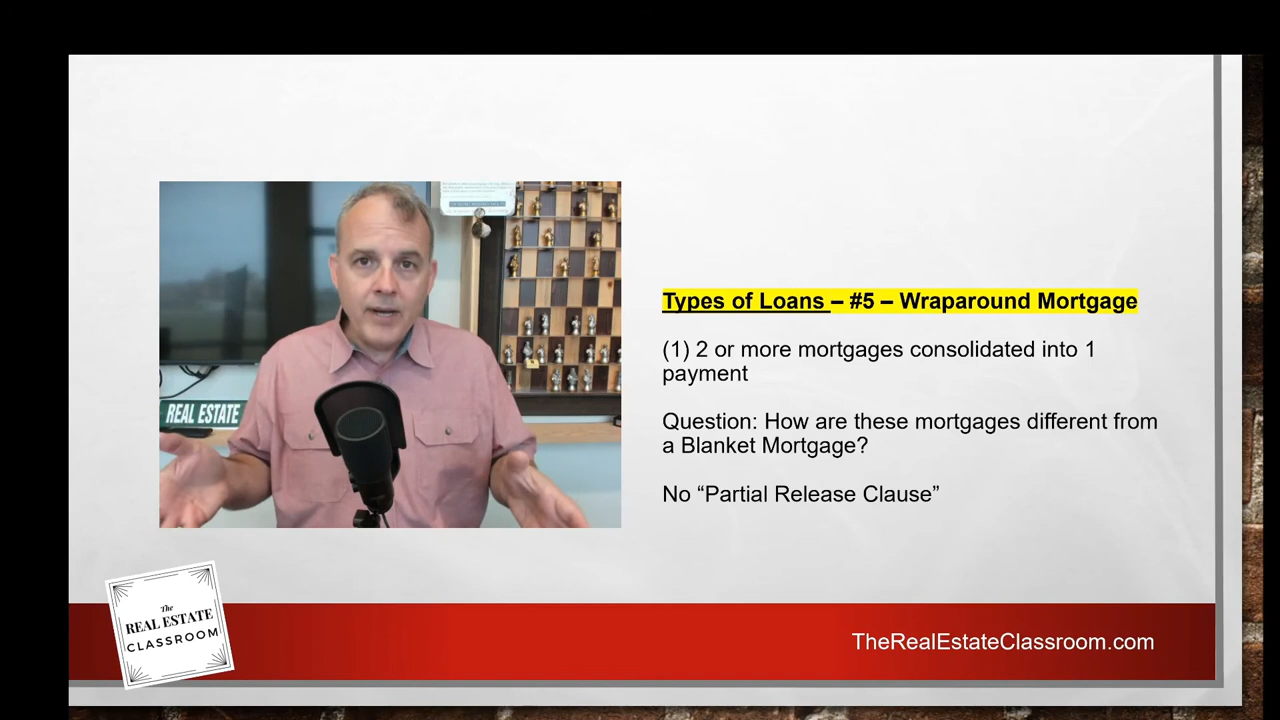 Types of Loans – #5 – Wraparound Mortgage
(1) 2 or more mortgages consolidated into 1
payment
Question: How are these mortgages different from
a Blanket Mortgage?
No “Partial Release Clause”
REAL ESTATE
The
REAL ESTATE
CLASSROOM
TheRealEstateClassroom.com